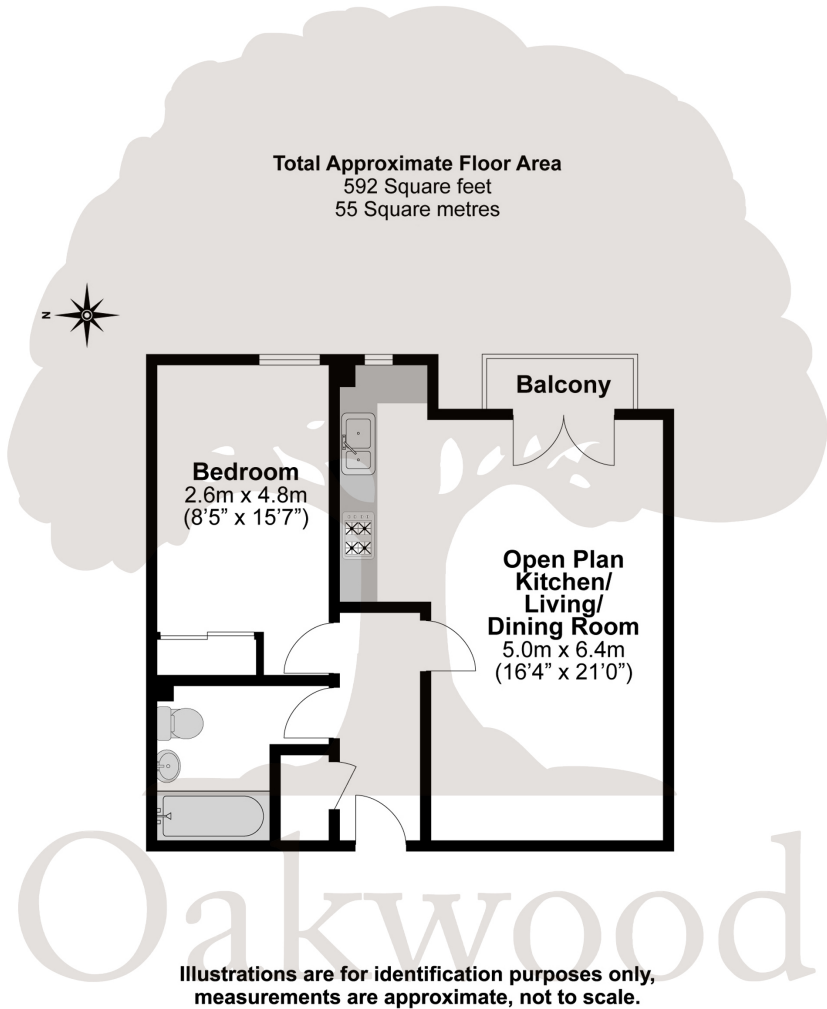 Total Approximate Floor Area
592 Square feet
55 Square metres
N
Balcony
Bedroom
2.6m x 4.8m
(8’5” x 15’7”)
Open Plan
Kitchen/
Living/
Dining Room
5.0m x 6.4m
(16’4” x 21’0”)
Oakwood
Illustrations are for identification purposes only,
measurements are approximate, not to scale.